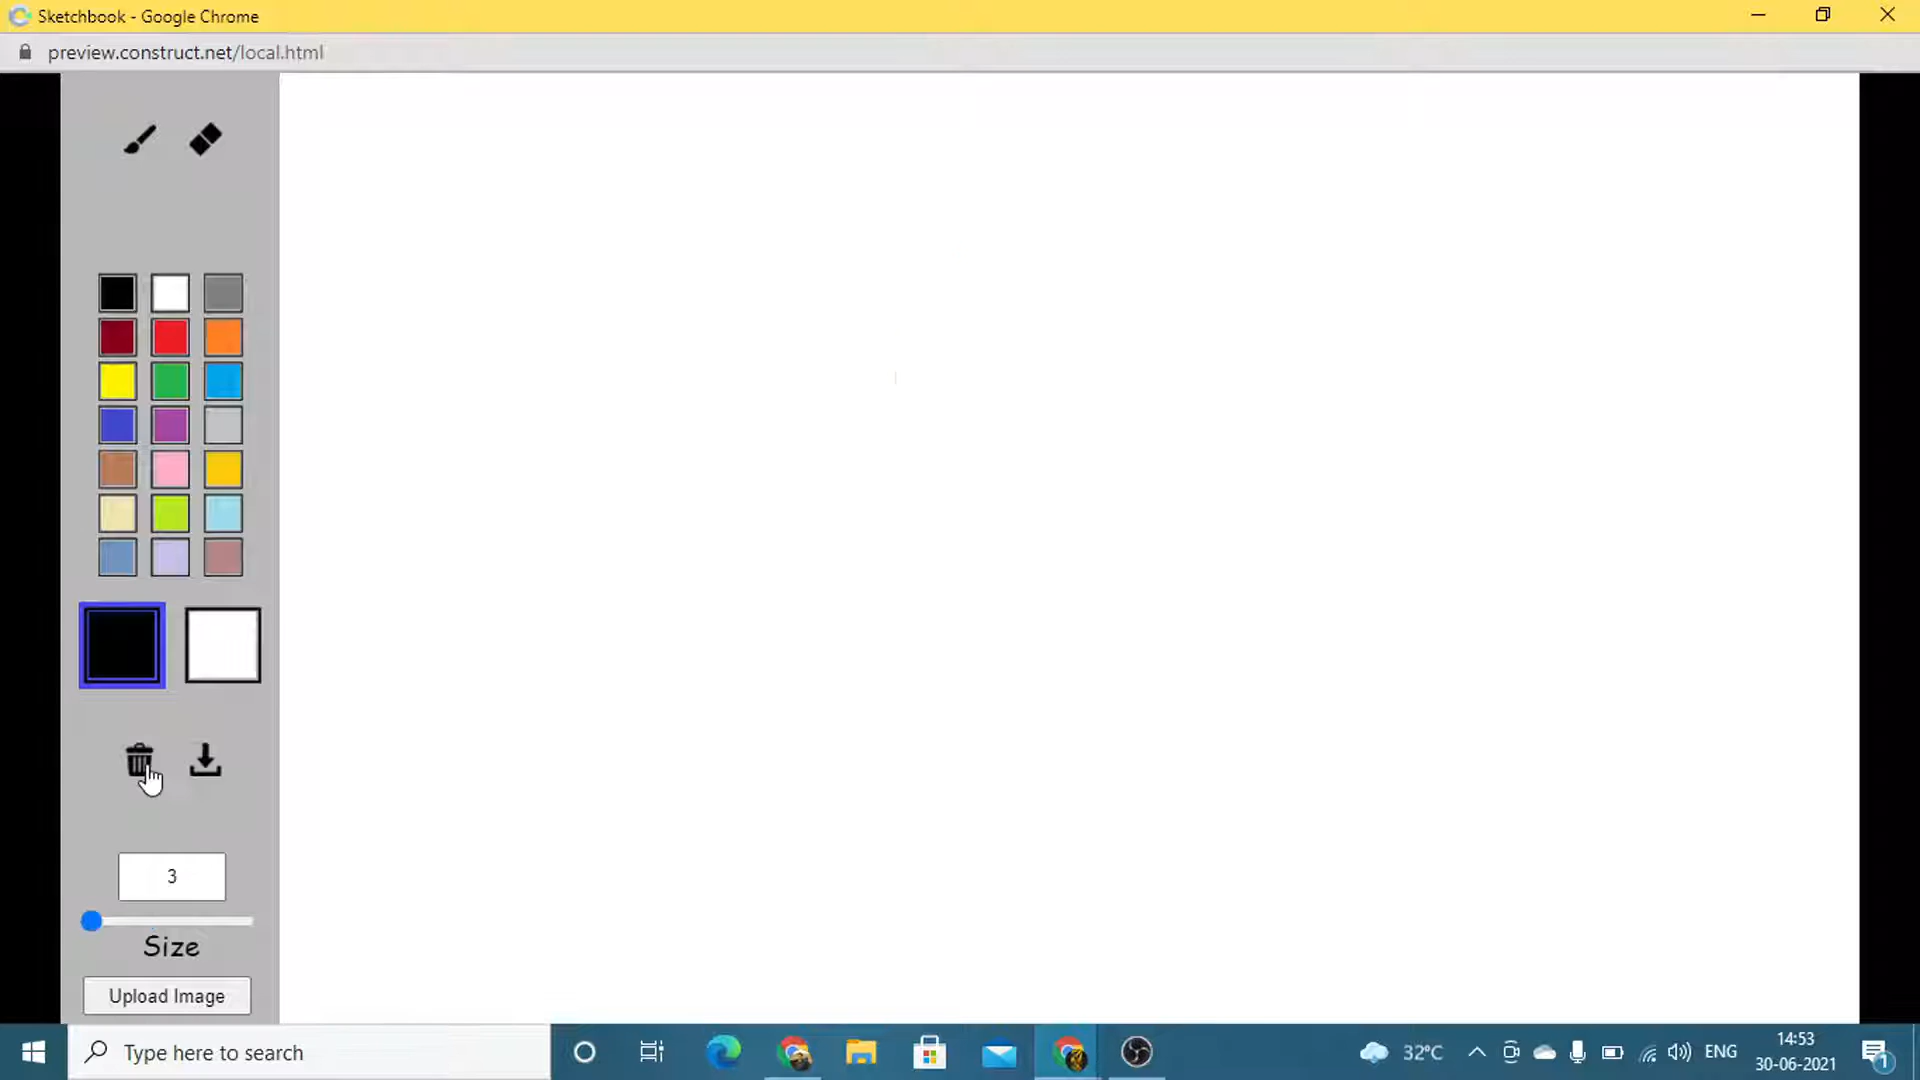 Sketchbook - Google Chrome
preview.construct.net/local.html
3
Size
Upload Image
Type here to search
32°C
ENG
14:53
30-06-2021
1